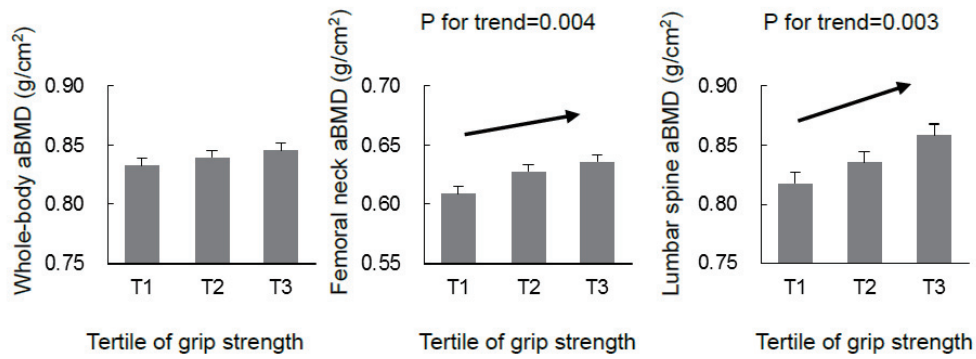 Whole-body aBMD (g/cm²)
0.90
0.85
0.80
0.75
T1 T2 T3
Tertile of grip strength
P for trend=0.004
Femoral neck aBMD (g/cm²)
0.70
0.65
0.60
0.55
T1 T2 T3
Tertile of grip strength
P for trend=0.003
Lumbar spine aBMD (g/cm²)
0.90
0.85
0.80
0.75
T1 T2 T3
Tertile of grip strength